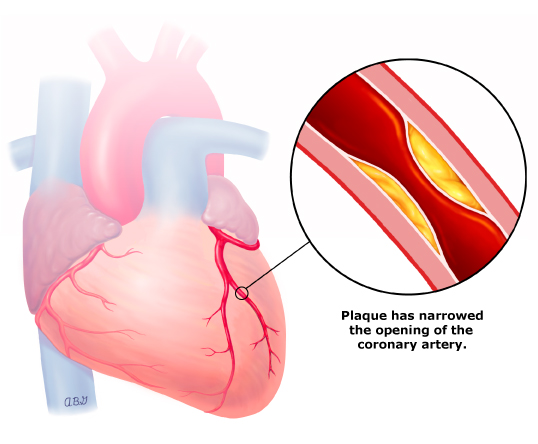 Plaque has narrowed
the opening of the
coronary artery.